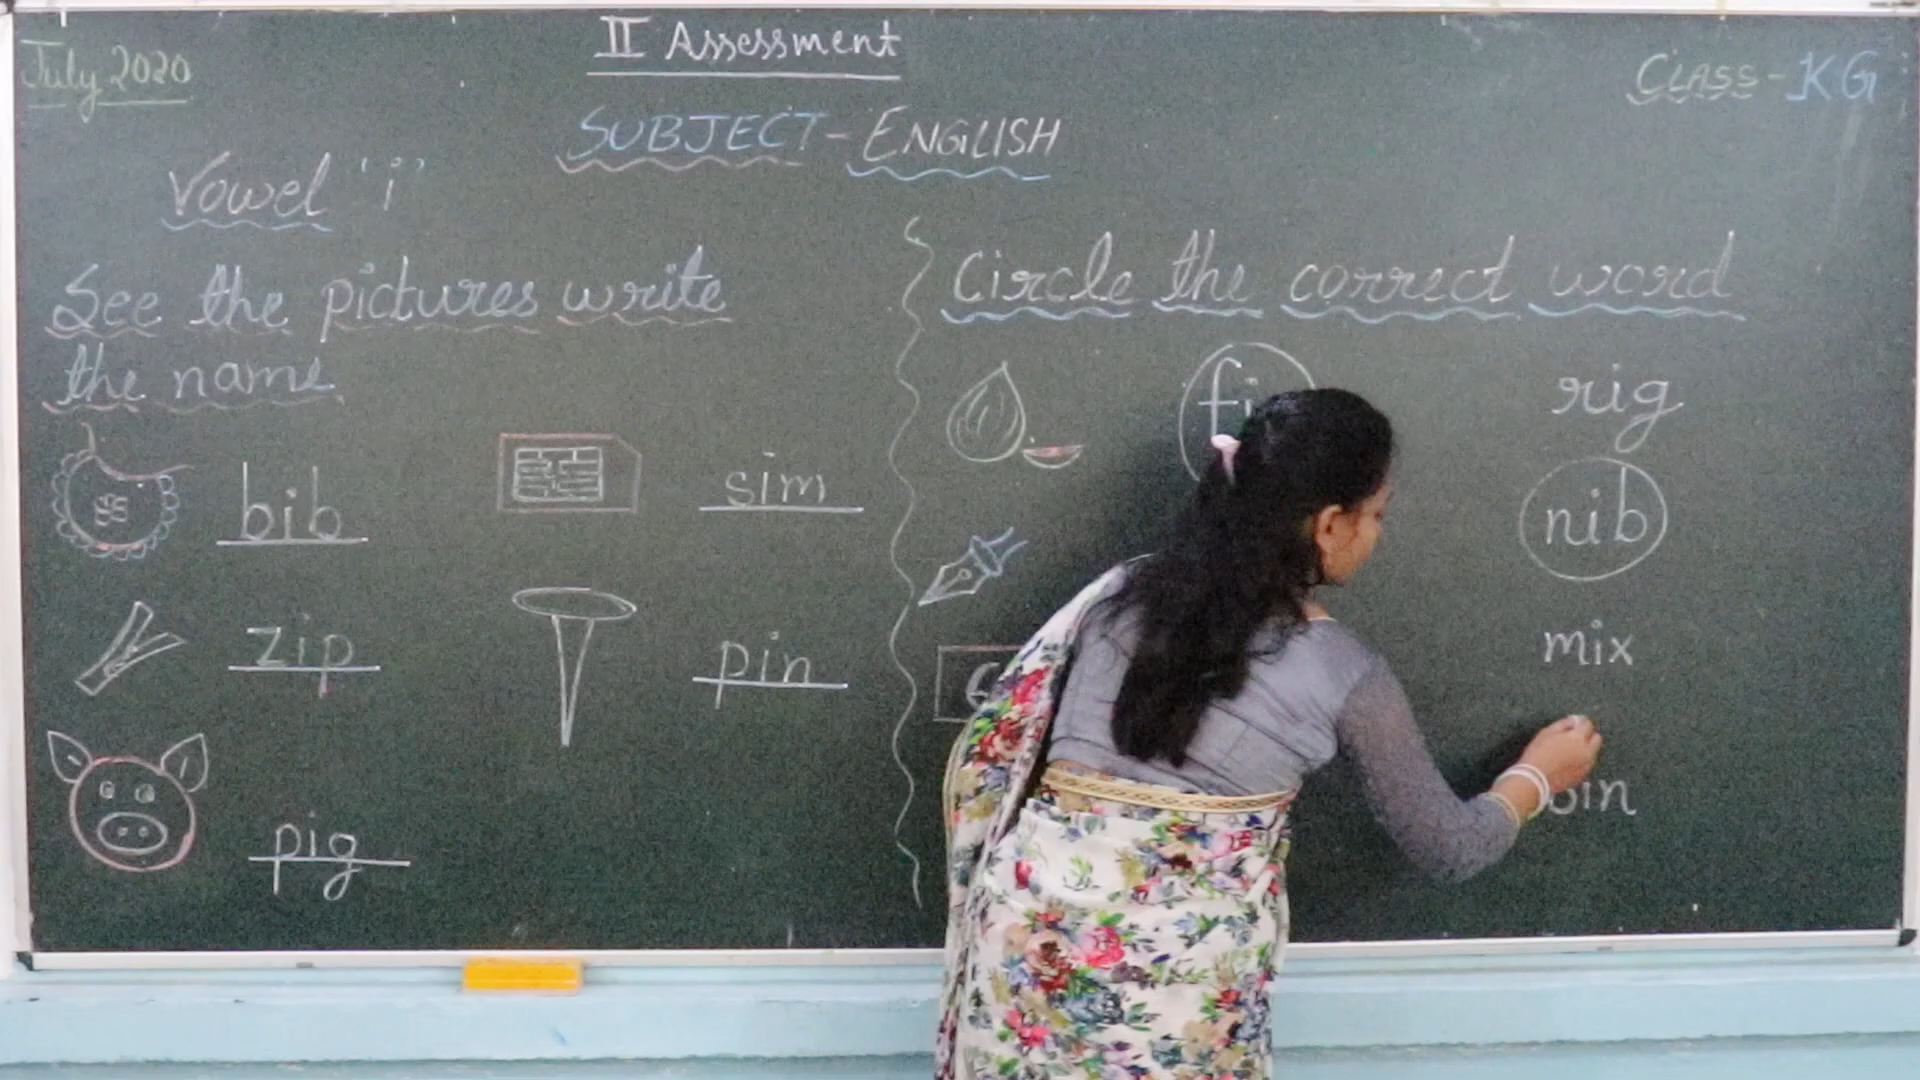 II Assessment
July 2020
CLASS - KG
SUBJECT - ENGLISH
Vowel 'i'
See the pictures write
the name
bib
sim
zip
pin
pig
Circle the correct word
rig
nib
mix